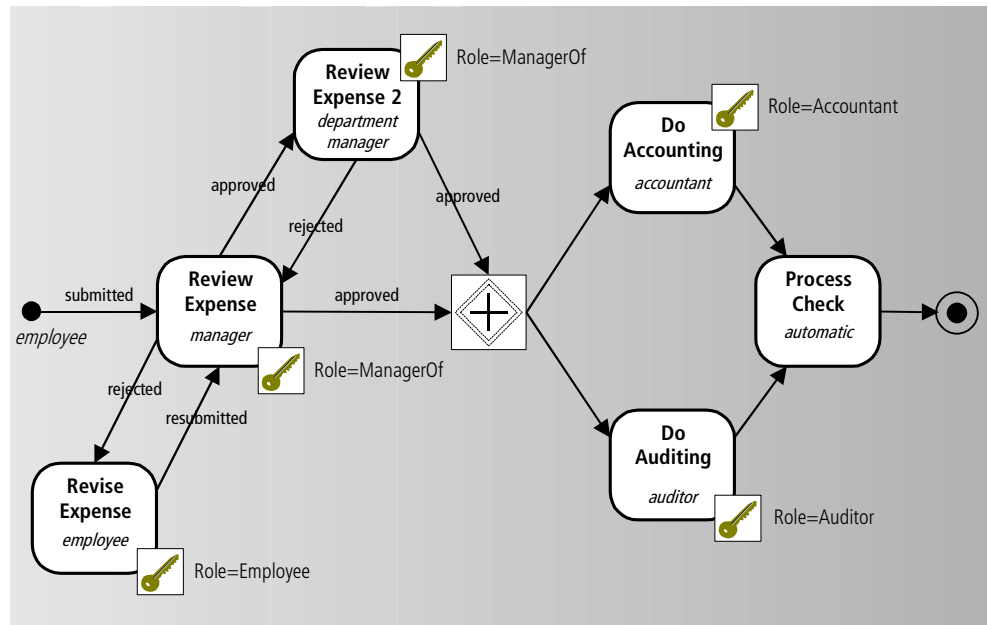 Review
Expense 2
department
manager
Role=ManagerOf
approved
rejected
approved
submitted
employee
Review
Expense
manager
Role=ManagerOf
approved
rejected
resubmitted
Revise
Expense
employee
Role=Employee
Do
Accounting
accountant
Role=Accountant
Process
Check
automatic
Do
Auditing
auditor
Role=Auditor